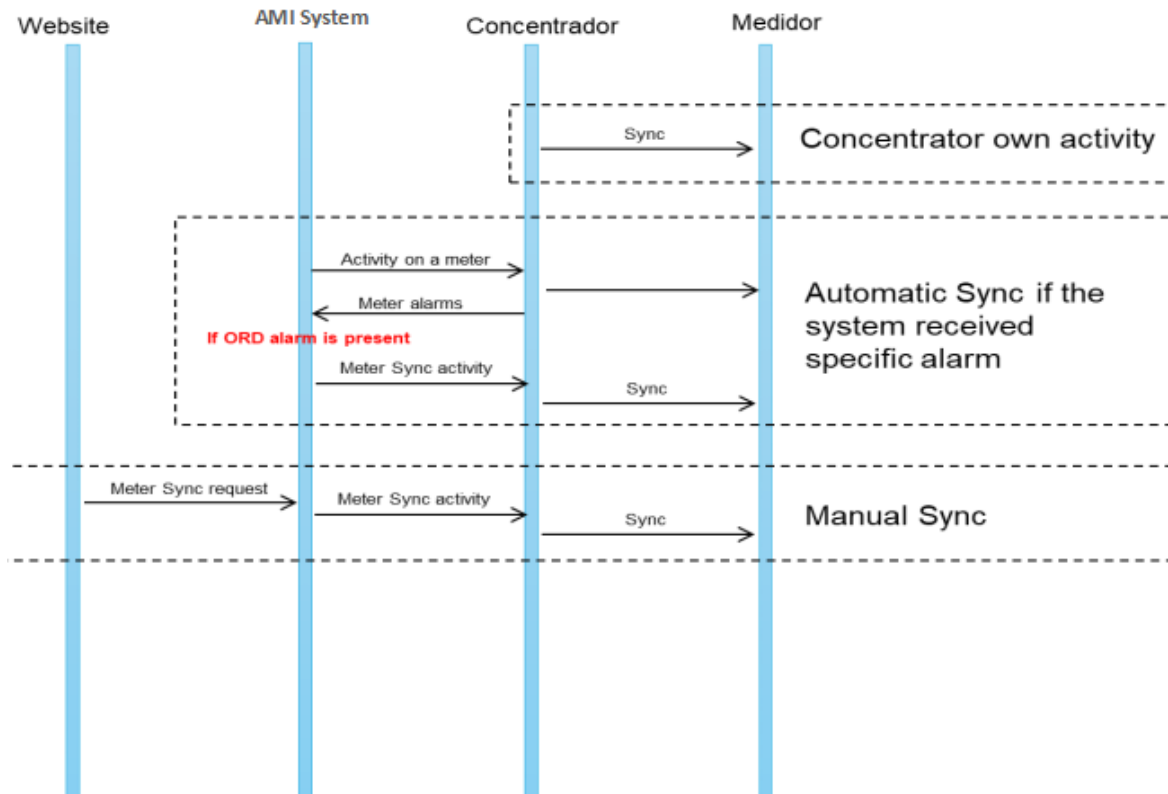 Website
AMI System
Concentrador
Medidor
Sync
Concentrator own activity
Activity on a meter
Meter alarms
If ORD alarm is present
Meter Sync activity
Sync
Automatic Sync if the
system received
specific alarm
Meter Sync request
Meter Sync activity
Sync
Manual Sync